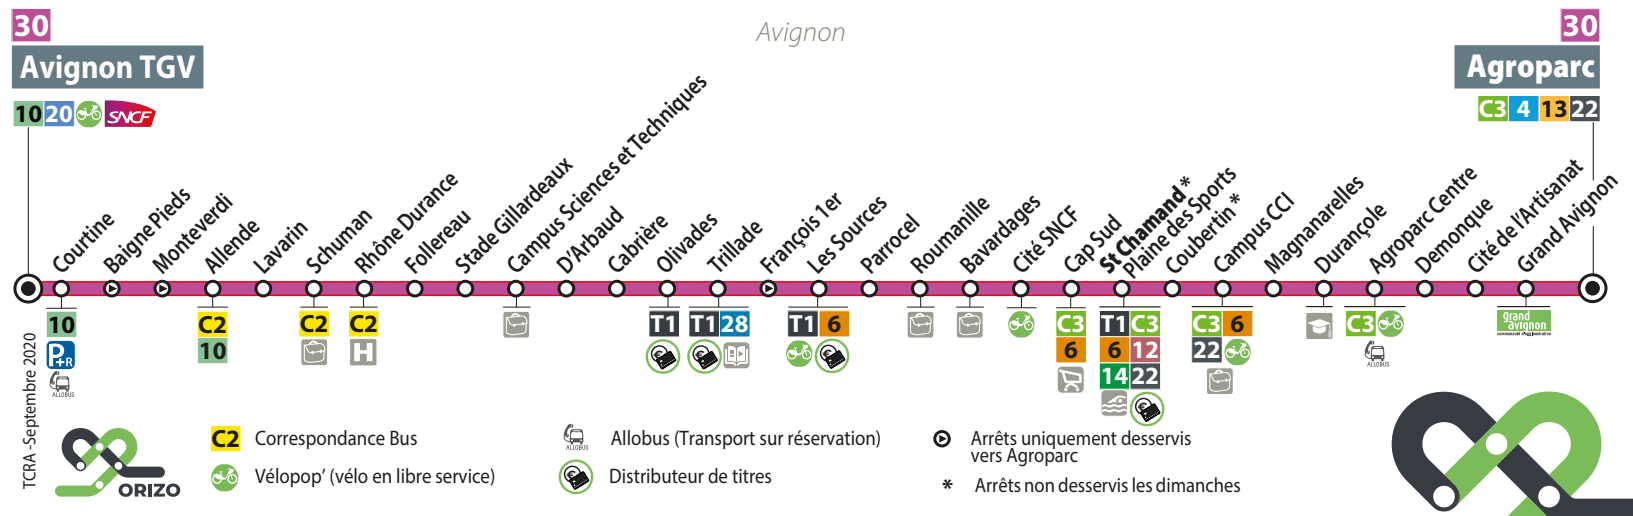 30
Avignon TGV
10 20 SNCF
Avignon
30
Agroparc
C3 4 13 22
Courtine
Baigne Pieds
Monteverdi
Allende
Lavarin
Schuman
Rhône Durance
Follereau
Stade Gillardeaux
Campus Sciences et Techniques
D'Arbaud
Cabrière
Olivades
Trillade
François 1er
Les Sources
Parrocel
Roumanille
Bavardages
Cité SNCF
Cap Sud
St Chamand *
Plaine des Sports
Coubertin *
Campus CCI
Magnanarelles
Durançole
Agroparc Centre
Demonque
Cité de l'Artisanat
Grand Avignon
10
P+R
ALLOBUS
C2
10
C2
C2
H
T1
T1 28
T1 6
C3
6
T1 C3
6 12
14 22
C3 6
22
C3
ALLOBUS
grand
avignon
communauté d'agglomération
TCRA - Septembre 2020
ORIZO
C2 Correspondance Bus
Vélopop' (vélo en libre service)
ALLOBUS
Allobus (Transport sur réservation)
Distributeur de titres
Arrêts uniquement desservis
vers Agroparc
* Arrêts non desservis les dimanches